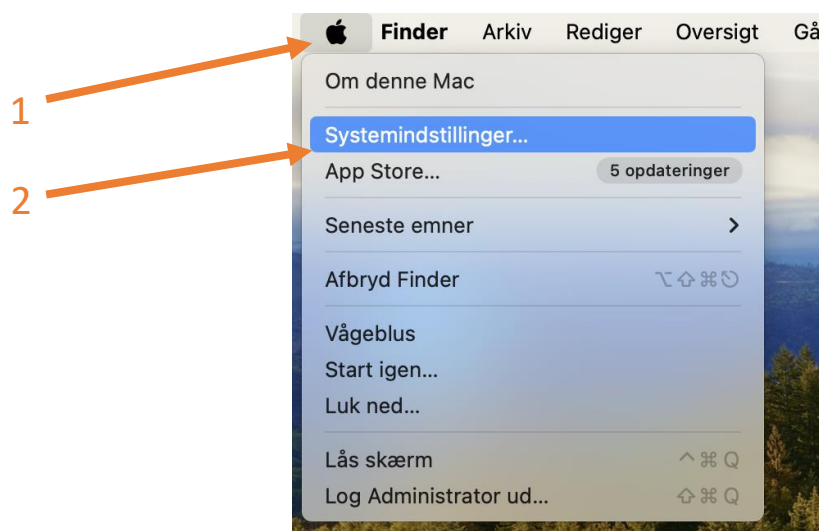 Finder Arkiv Rediger Oversigt Gå
1
Om denne Mac
Systemindstillinger...
2
App Store... 5 opdateringer
Seneste emner
Afbryd Finder ⌥⇧⌘⎋
Vågeblus
Start igen...
Luk ned...
Lås skærm ^⌘Q
Log Administrator ud... ⇧⌘Q